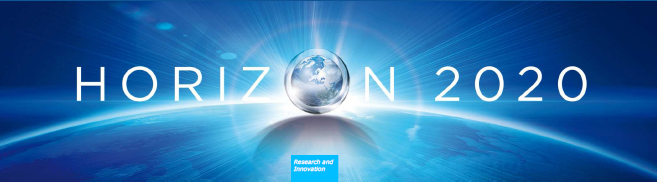 HORIZON 2020
Research and
Innovation